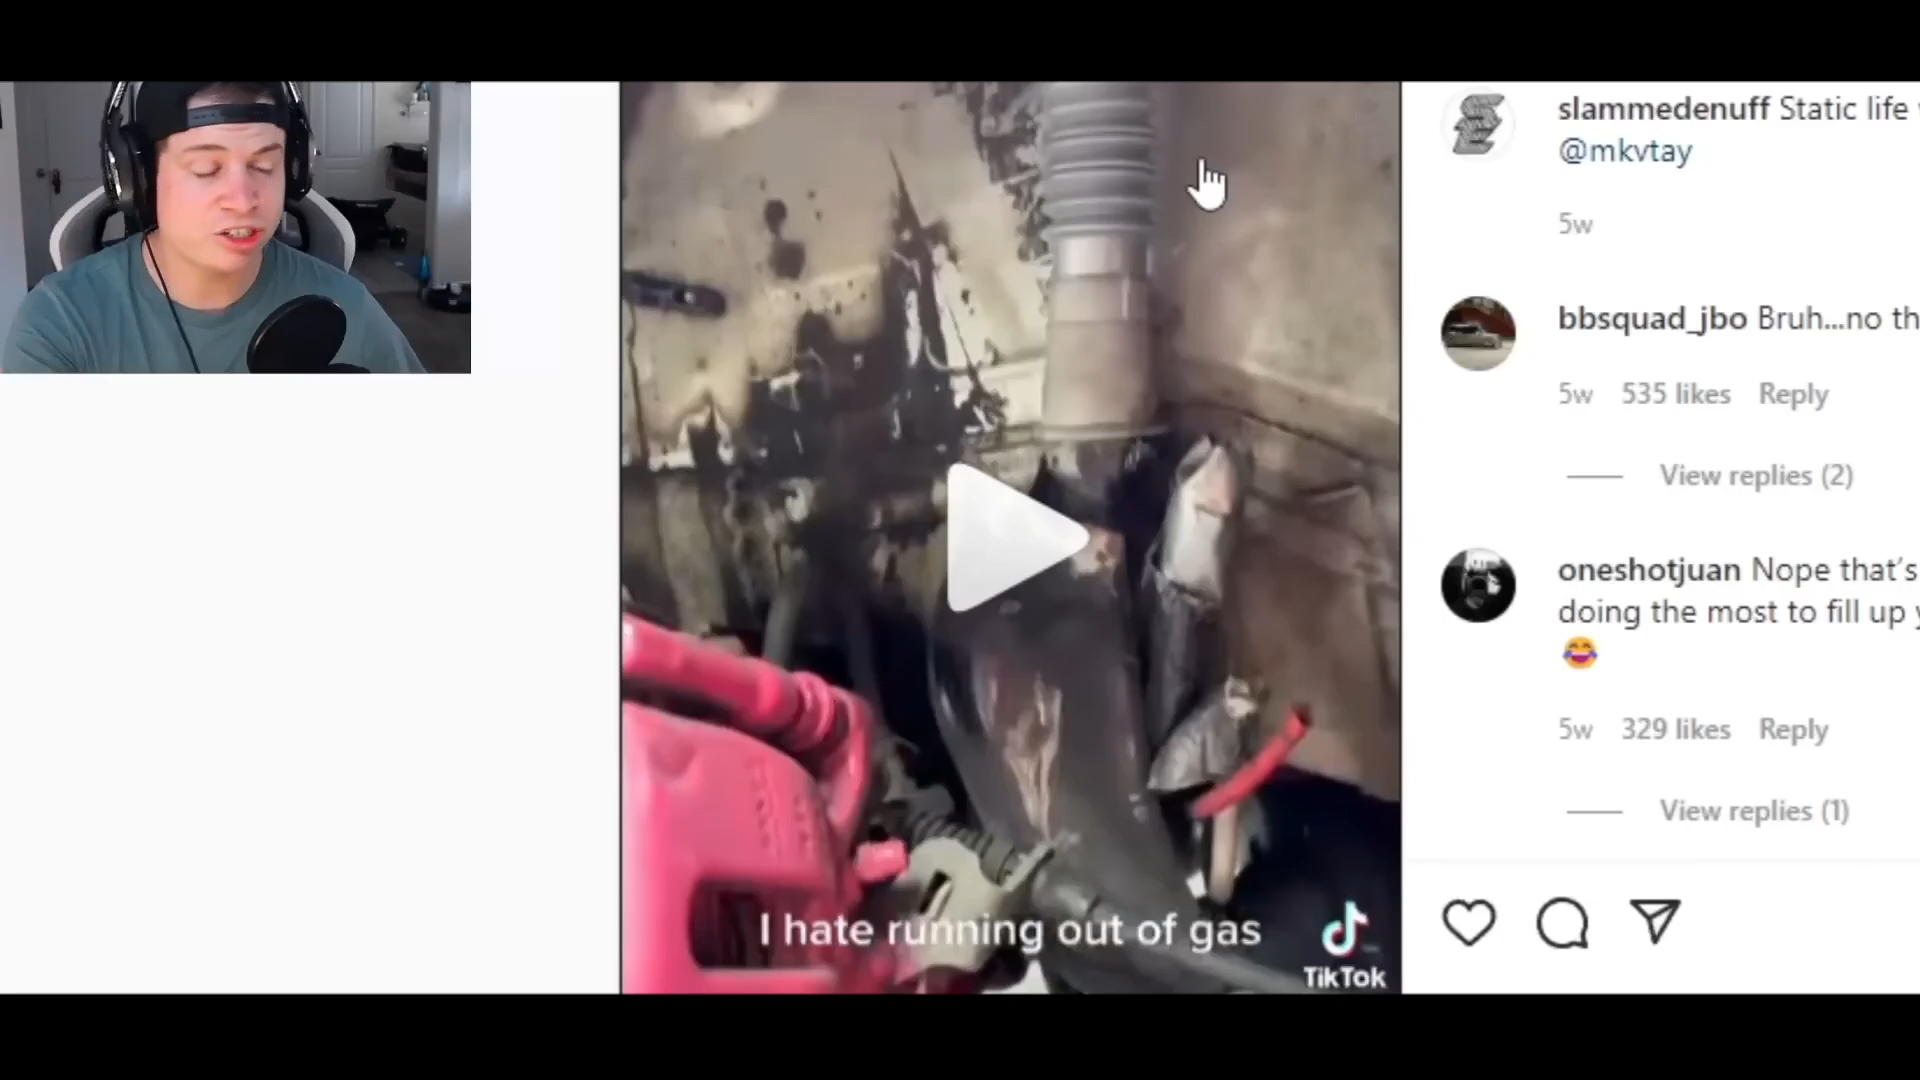 slammedenuff Static life
@mkvtay
5w
bbsquad_jbo Bruh...no th
5w 535 likes Reply
View replies (2)
oneshotjuan Nope that's
doing the most to fill up
😂
5w 329 likes Reply
View replies (1)
I hate running out of gas
TikTok